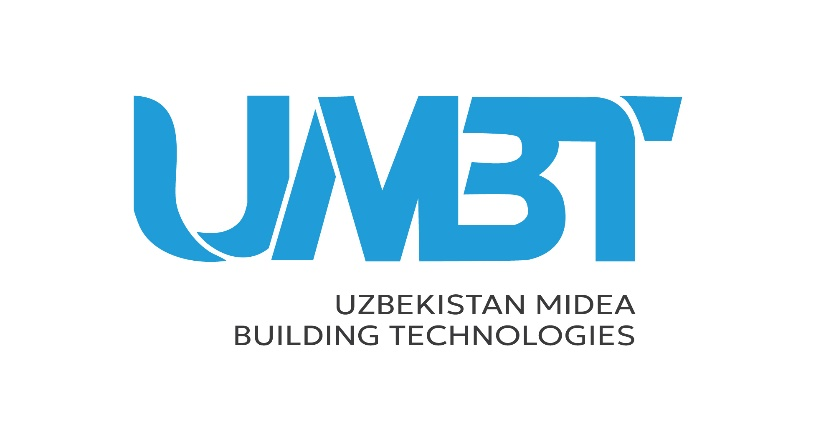 UMBT
UZBEKISTAN MIDEA
BUILDING TECHNOLOGIES